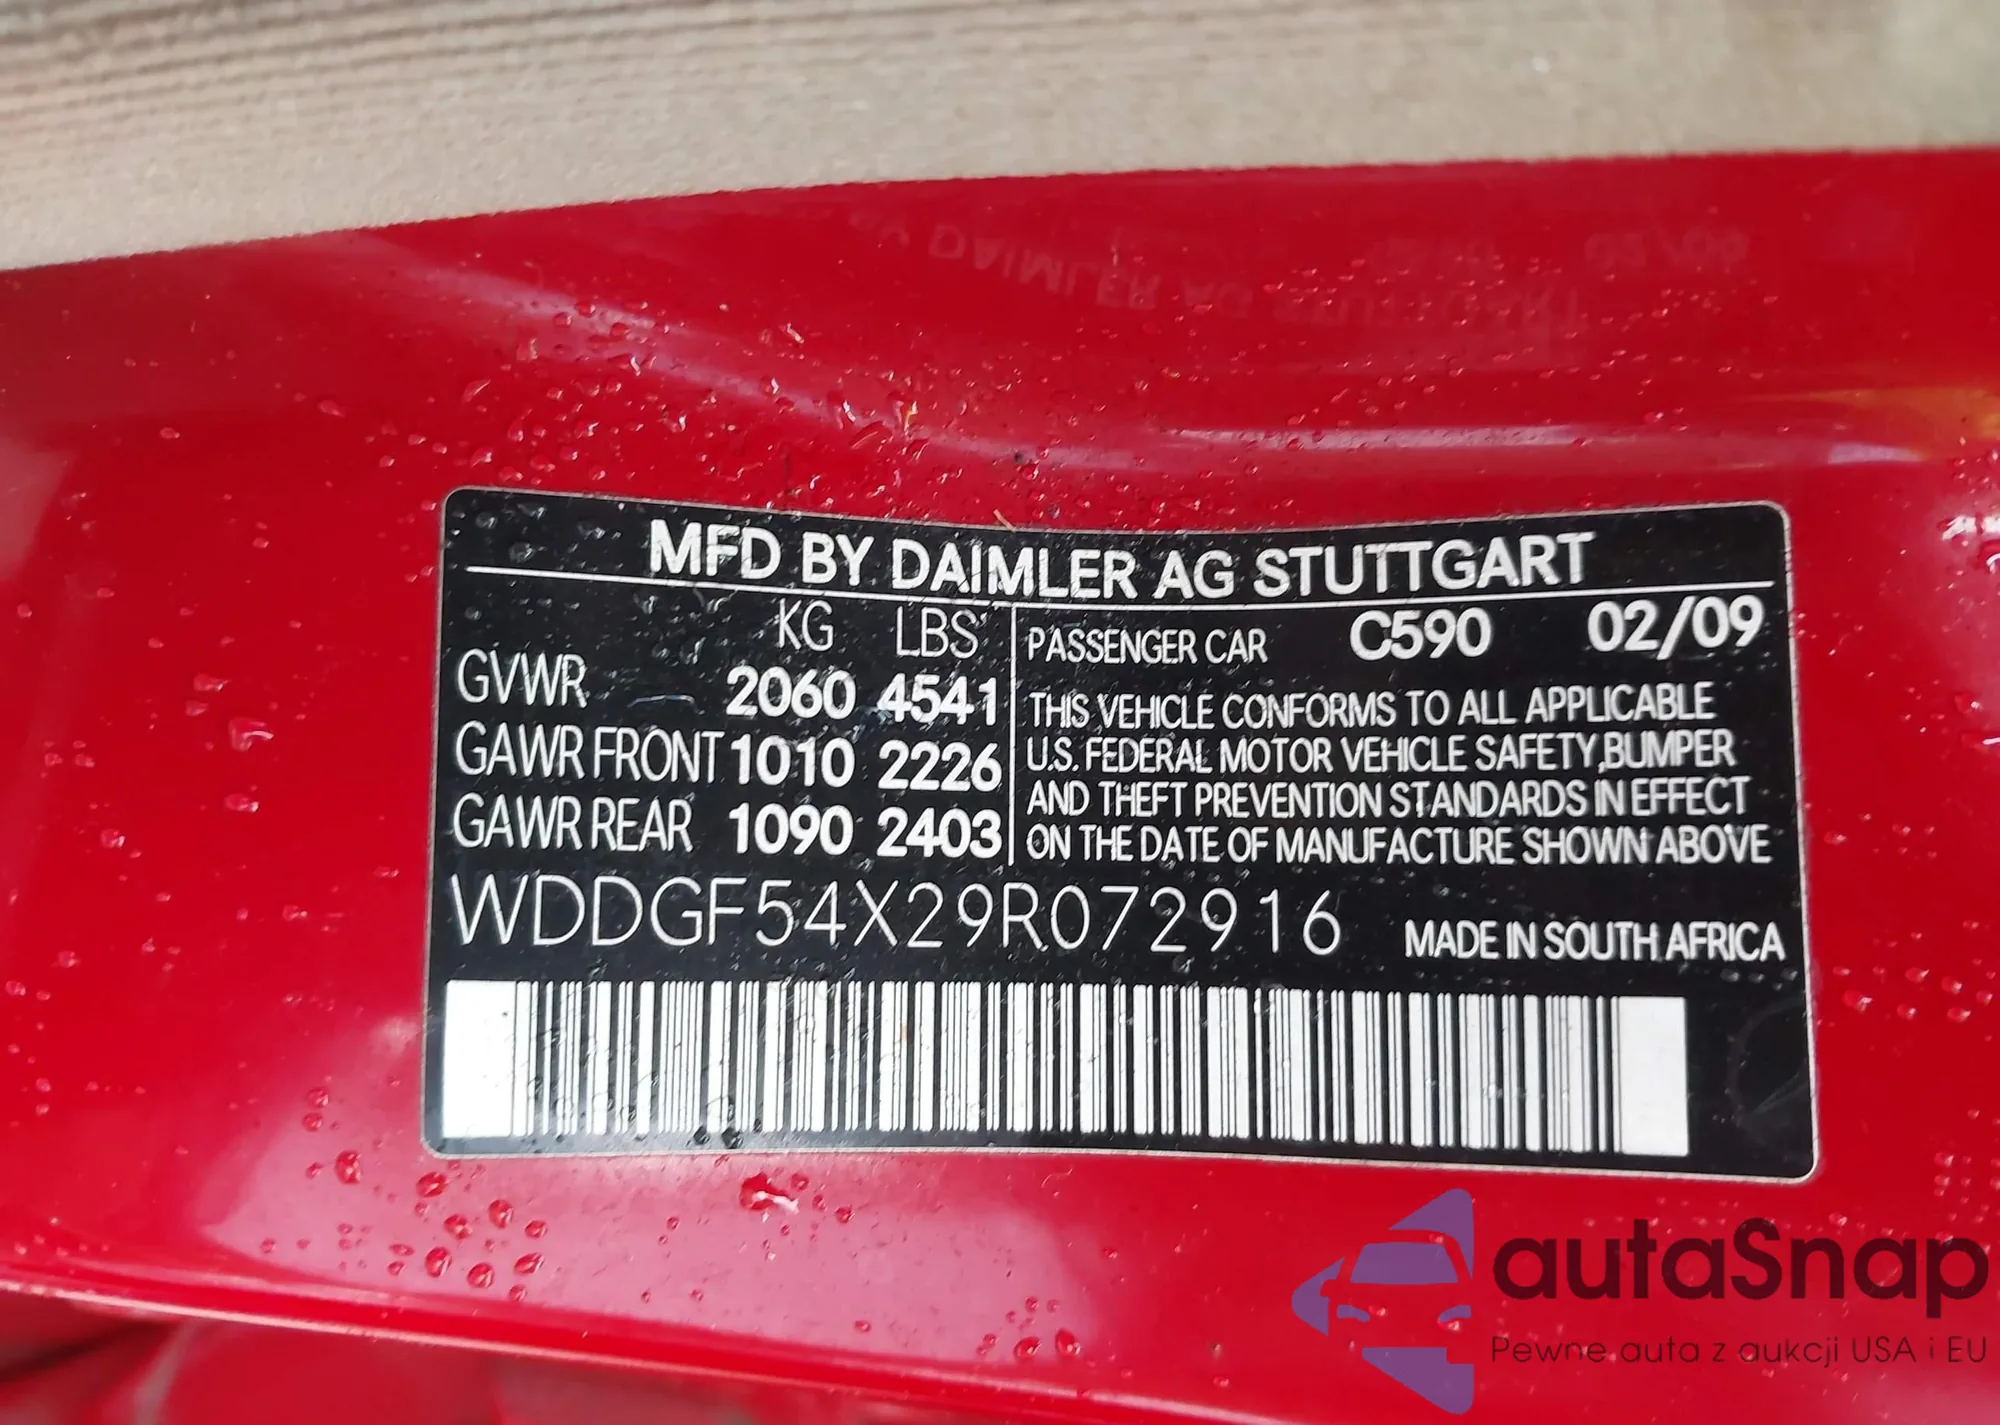 MFD BY DAIMLER AG STUTTGART
KG LBS
GVWR 2060 4541
GAWR FRONT 1010 2226
GAWR REAR 1090 2403
PASSENGER CAR C590 02/09
THIS VEHICLE CONFORMS TO ALL APPLICABLE
U.S. FEDERAL MOTOR VEHICLE SAFETY,BUMPER
AND THEFT PREVENTION STANDARDS IN EFFECT
ON THE DATE OF MANUFACTURE SHOWN ABOVE
WDDGF54X29R072916
MADE IN SOUTH AFRICA
autaSnap
Pewne auta z aukcji USA i EU